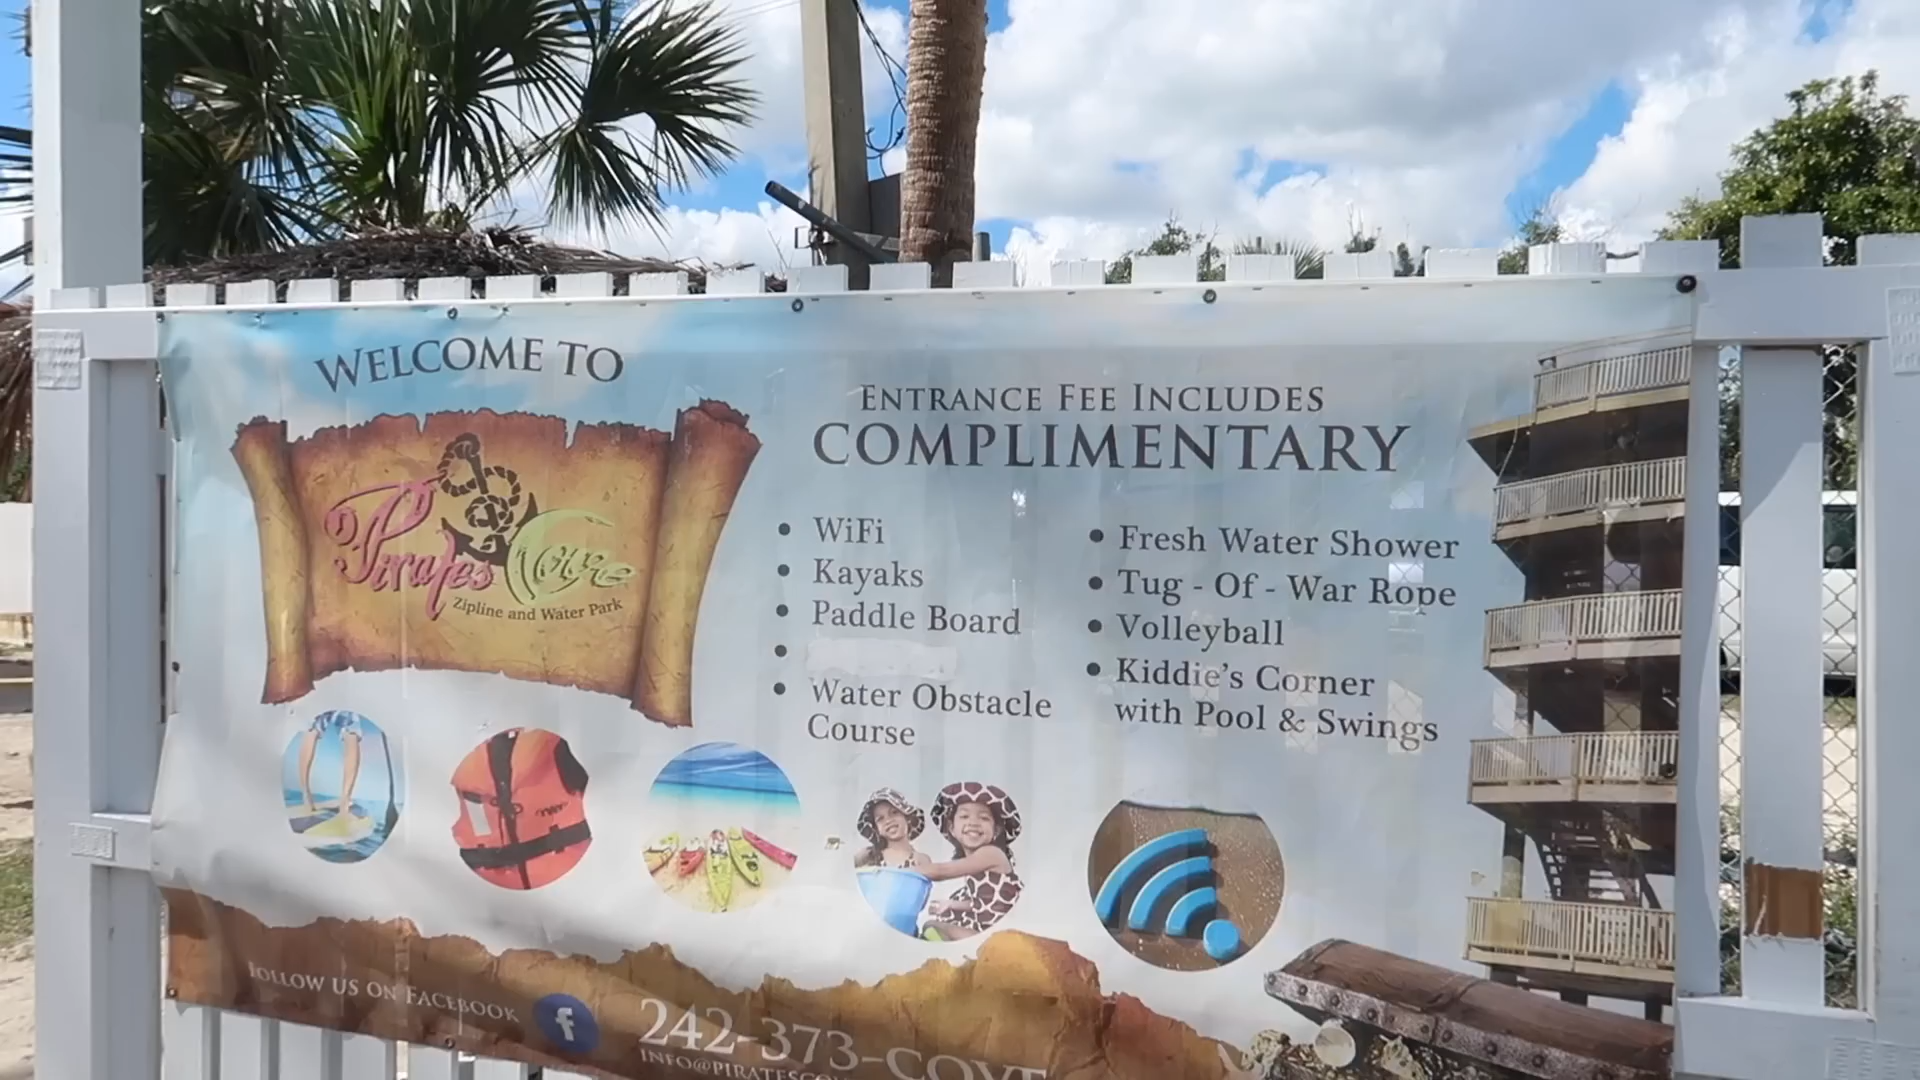 WELCOME TO
Pirates Cove
Zipline and Water Park
ENTRANCE FEE INCLUDES
COMPLIMENTARY
• WiFi
• Kayaks
• Paddle Board
•
• Water Obstacle
Course
• Fresh Water Shower
• Tug - Of - War Rope
• Volleyball
• Kiddie's Corner
with Pool & Swings
FOLLOW US ON FACEBOOK
f
242-373-COVE